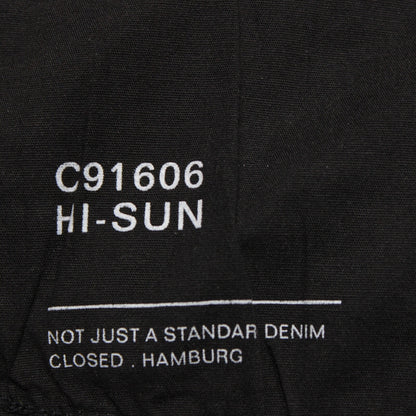 C91606
HI-SUN
NOT JUST A STANDAR DENIM
CLOSED . HAMBURG